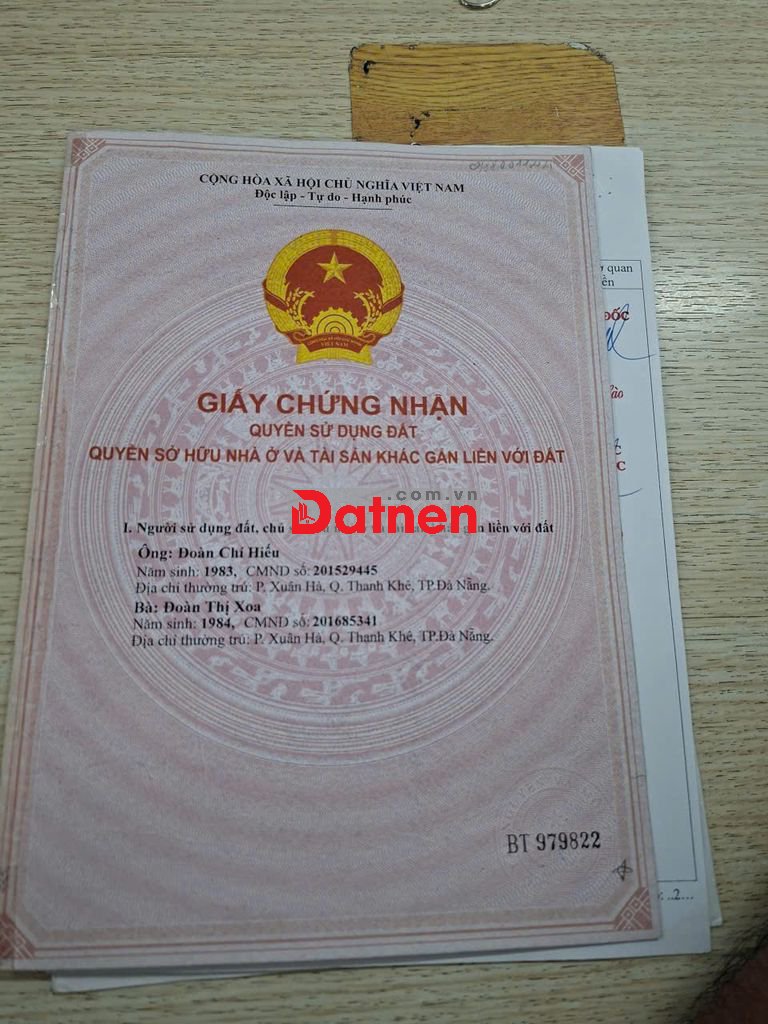 CỘNG HÒA XÃ HỘI CHỦ NGHĨA VIỆT NAM
Độc lập - Tự do - Hạnh phúc
GIẤY CHỨNG NHẬN
QUYỀN SỬ DỤNG ĐẤT
QUYỀN SỞ HỮU NHÀ Ở VÀ TÀI SẢN KHÁC GẮN LIỀN VỚI ĐẤT
.com.vn
Datnen
I. Người sử dụng đất, chủ gắn liền với đất
Ông: Đoàn Chí Hiếu
Năm sinh: 1983, CMND số: 201529445
Địa chỉ thường trú: P. Xuân Hà, Q. Thanh Khê, TP.Đà Nẵng.
Bà: Đoàn Thị Xoa
Năm sinh: 1984, CMND số: 201685341
Địa chỉ thường trú: P. Xuân Hà, Q. Thanh Khê, TP.Đà Nẵng.
BT 979822
quan
ĐỐC